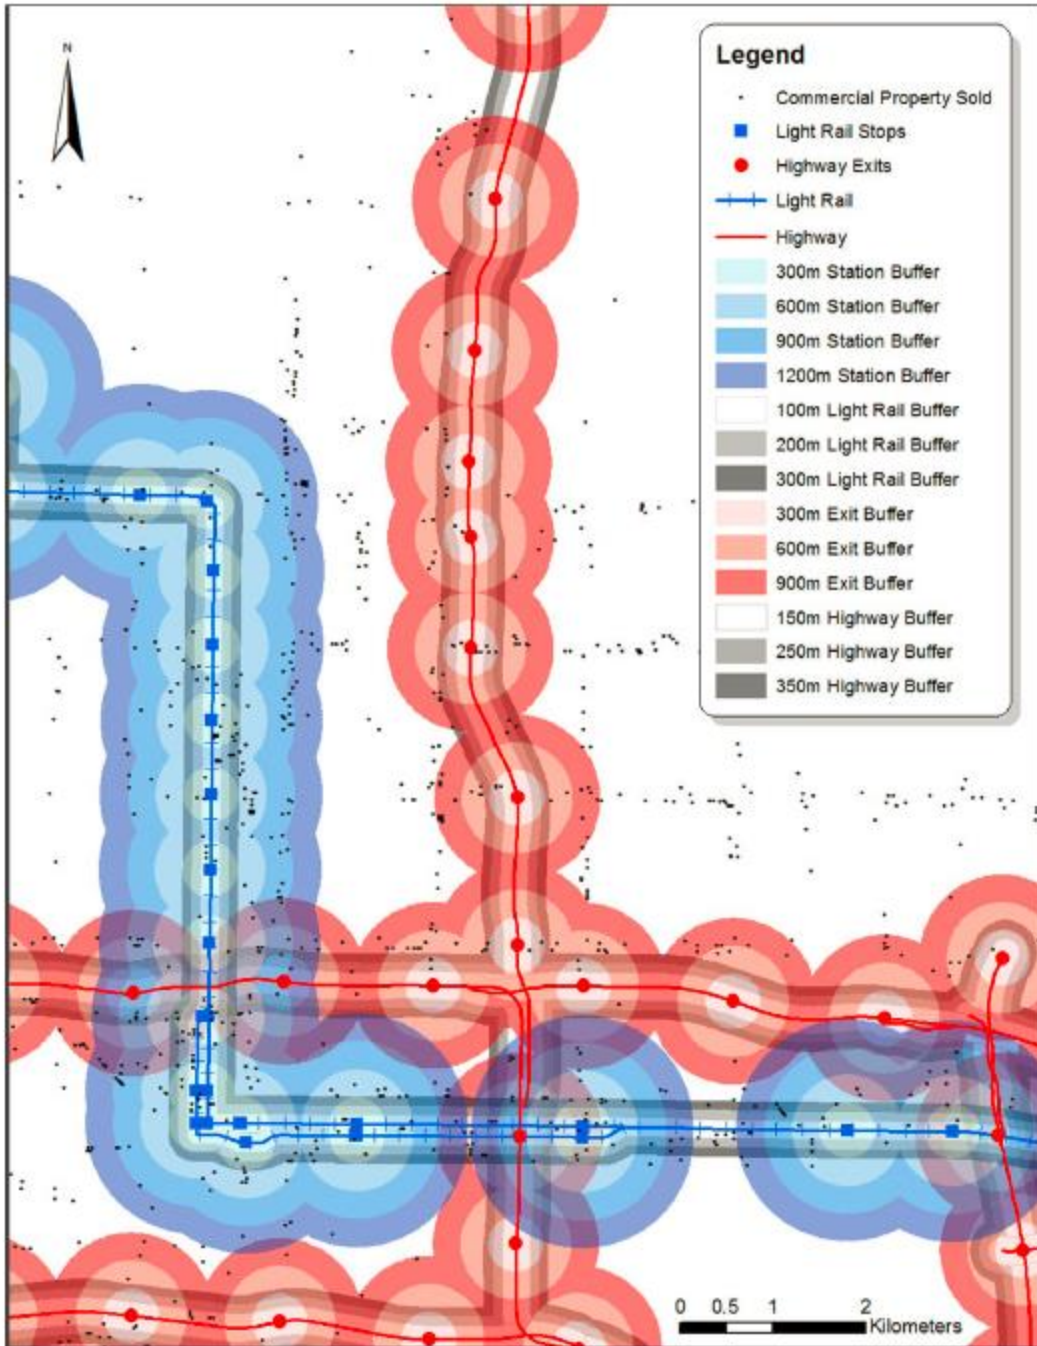 N
Legend
Commercial Property Sold
Light Rail Stops
Highway Exits
Light Rail
Highway
300m Station Buffer
600m Station Buffer
900m Station Buffer
1200m Station Buffer
100m Light Rail Buffer
200m Light Rail Buffer
300m Light Rail Buffer
300m Exit Buffer
600m Exit Buffer
900m Exit Buffer
150m Highway Buffer
250m Highway Buffer
350m Highway Buffer
0 0.5 1 2
Kilometers